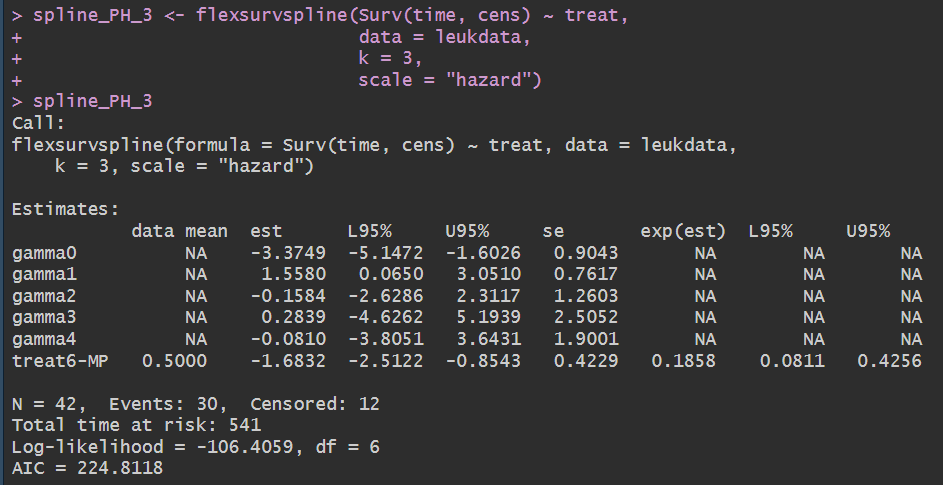 > spline_PH_3 <- flexsurvspline(Surv(time, cens) ~ treat,
+                               data = leukdata,
+                               k = 3,
+                               scale = "hazard")
> spline_PH_3
Call:
flexsurvspline(formula = Surv(time, cens) ~ treat, data = leukdata,
    k = 3, scale = "hazard")

Estimates:
           data mean  est      L95%     U95%     se       exp(est)  L95%     U95%
gamma0          NA    -3.3749  -5.1472  -1.6026   0.9043       NA        NA       NA
gamma1          NA     1.5580   0.0650   3.0510   0.7617       NA        NA       NA
gamma2          NA    -0.1584  -2.6286   2.3117   1.2603       NA        NA       NA
gamma3          NA     0.2839  -4.6262   5.1939   2.5052       NA        NA       NA
gamma4          NA    -0.0810  -3.8051   3.6431   1.9001       NA        NA       NA
treat6-MP   0.5000    -1.6832  -2.5122  -0.8543   0.4229   0.1858    0.0811   0.4256

N = 42,  Events: 30,  Censored: 12
Total time at risk: 541
Log-likelihood = -106.4059, df = 6
AIC = 224.8118